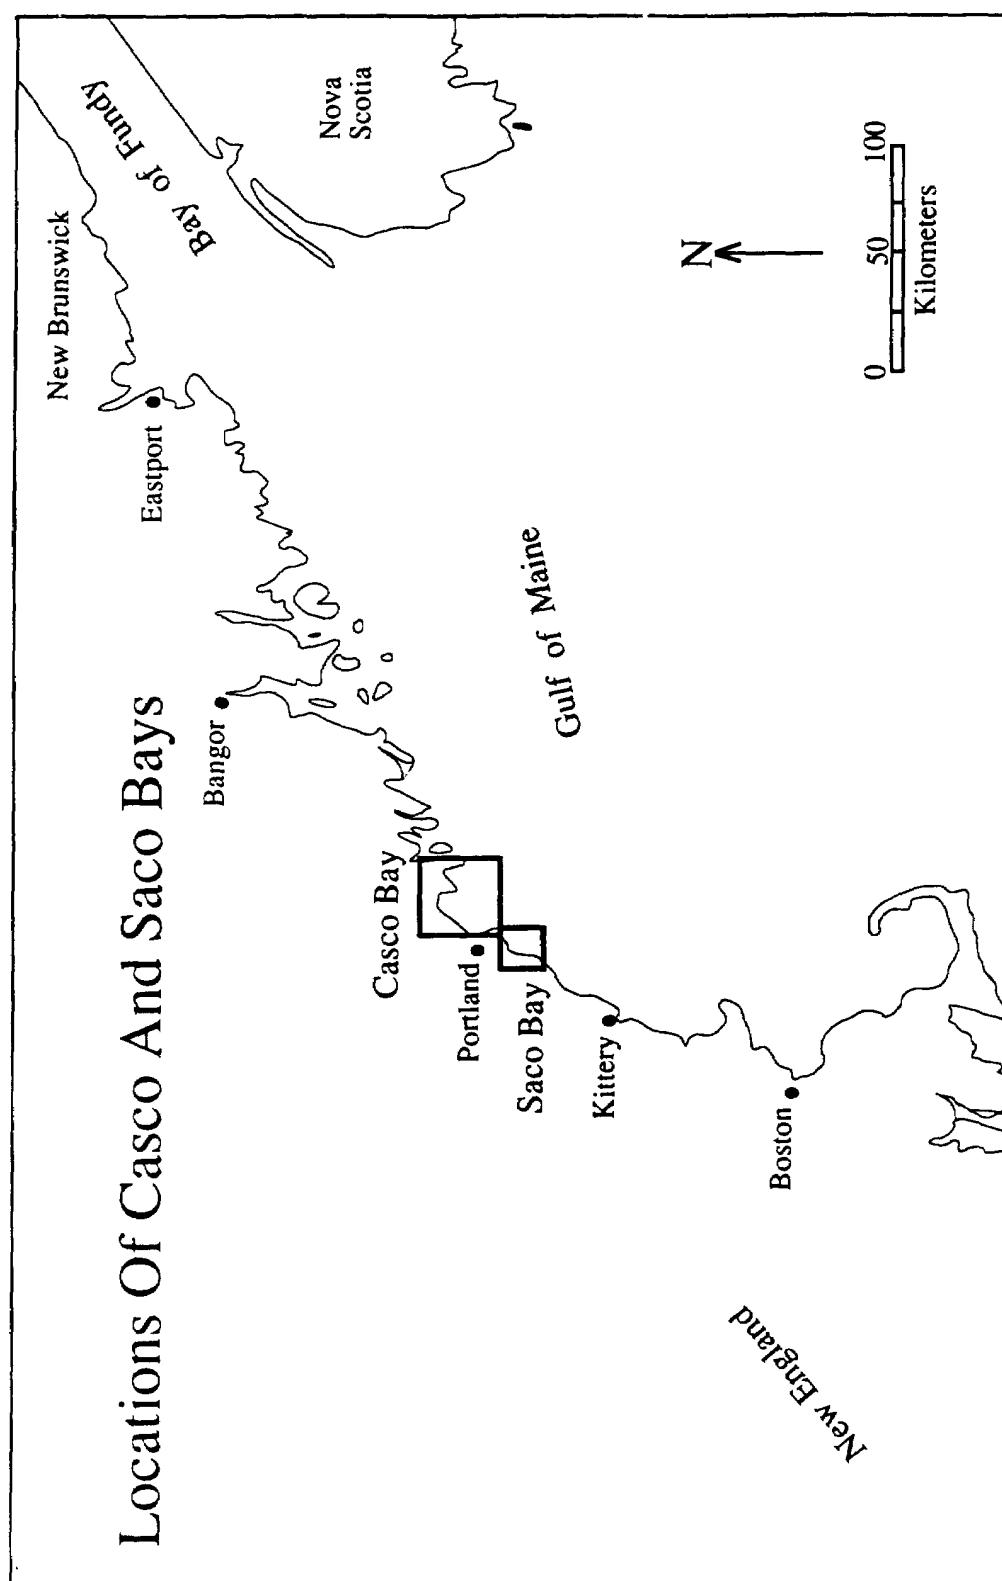 Locations Of Casco And Saco Bays
New Brunswick
Bay of Fundy
Nova
Scotia
Eastport
Bangor
Gulf of Maine
Casco Bay
Portland
Saco Bay
Kittery
Boston
New England
N
0 50 100
Kilometers